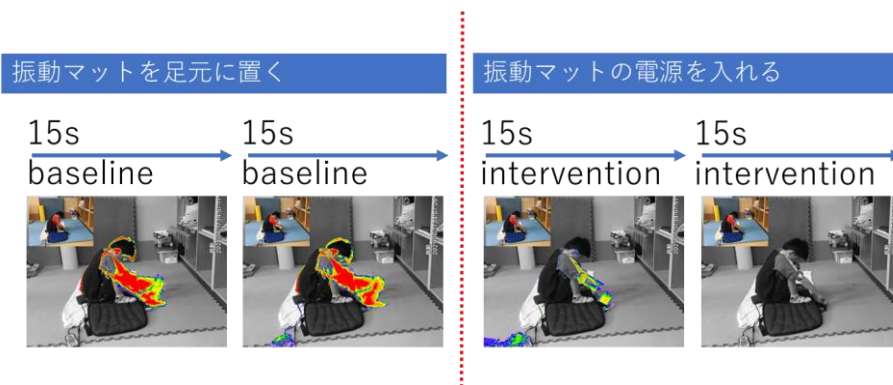 振動マットを足元に置く
振動マットの電源を入れる
15s
baseline
15s
baseline
15s
intervention
15s
intervention